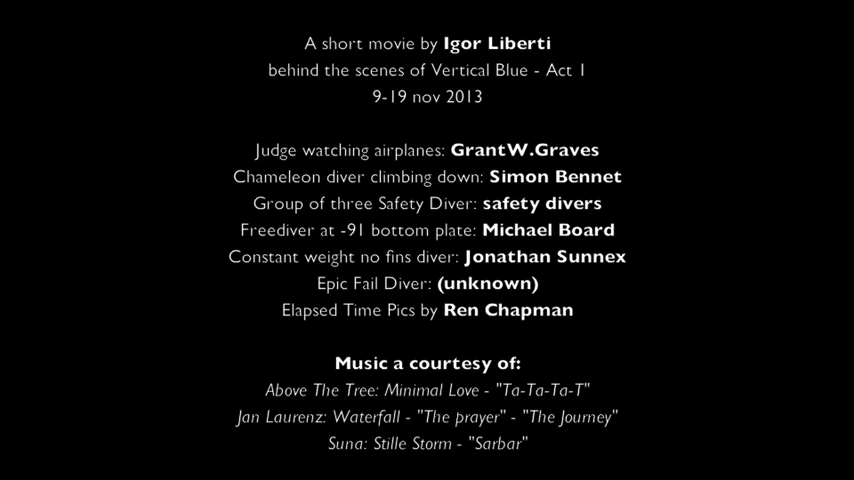 A short movie by Igor Liberti
behind the scenes of Vertical Blue - Act 1
9-19 nov 2013
Judge watching airplanes: GrantW.Graves
Chameleon diver climbing down: Simon Bennet
Group of three Safety Diver: safety divers
Freediver at -91 bottom plate: Michael Board
Constant weight no fins diver: Jonathan Sunnex
Epic Fail Diver: (unknown)
Elapsed Time Pics by Ren Chapman
Music a courtesy of:
Above The Tree: Minimal Love - "Ta-Ta-Ta-T"
Jan Laurenz: Waterfall - "The prayer" - "The Journey"
Suna: Stille Storm - "Sarbar"